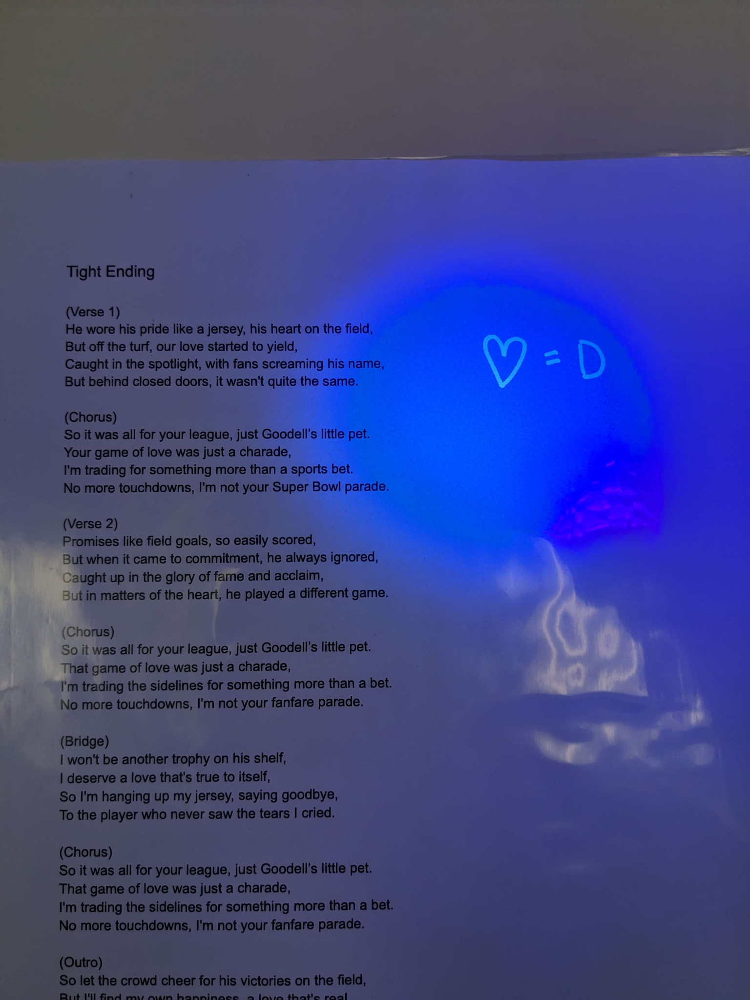 Tight Ending
♡ = D
(Verse 1)
He wore his pride like a jersey, his heart on the field,
But off the turf, our love started to yield,
Caught in the spotlight, with fans screaming his name,
But behind closed doors, it wasn't quite the same.
(Chorus)
So it was all for your league, just Goodell’s little pet.
Your game of love was just a charade,
I'm trading for something more than a sports bet.
No more touchdowns, I'm not your Super Bowl parade.
(Verse 2)
Promises like field goals, so easily scored,
But when it came to commitment, he always ignored,
Caught up in the glory of fame and acclaim,
But in matters of the heart, he played a different game.
(Chorus)
So it was all for your league, just Goodell’s little pet.
That game of love was just a charade,
I'm trading the sidelines for something more than a bet.
No more touchdowns, I'm not your fanfare parade.
(Bridge)
I won't be another trophy on his shelf,
I deserve a love that's true to itself,
So I'm hanging up my jersey, saying goodbye,
To the player who never saw the tears I cried.
(Chorus)
So it was all for your league, just Goodell’s little pet.
That game of love was just a charade,
I'm trading the sidelines for something more than a bet.
No more touchdowns, I'm not your fanfare parade.
(Outro)
So let the crowd cheer for his victories on the field,
But I'll find my own happiness, a love that's real